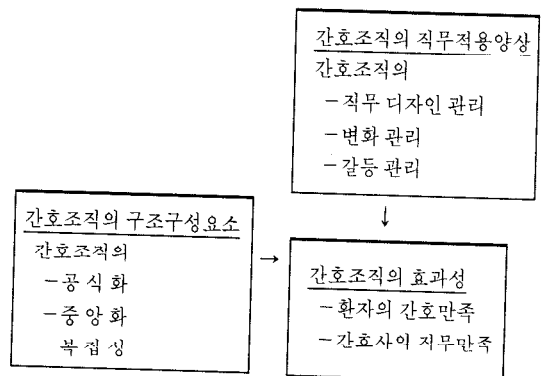 간호조직의 직무적용양상
간호조직의
- 직무 디자인 관리
- 변화 관리
- 갈등 관리
↓
간호조직의 구조구성요소
간호조직의
- 공식화
- 중앙화
복잡성
→
간호조직의 효과성
- 환자의 간호만족
- 간호사의 직무만족